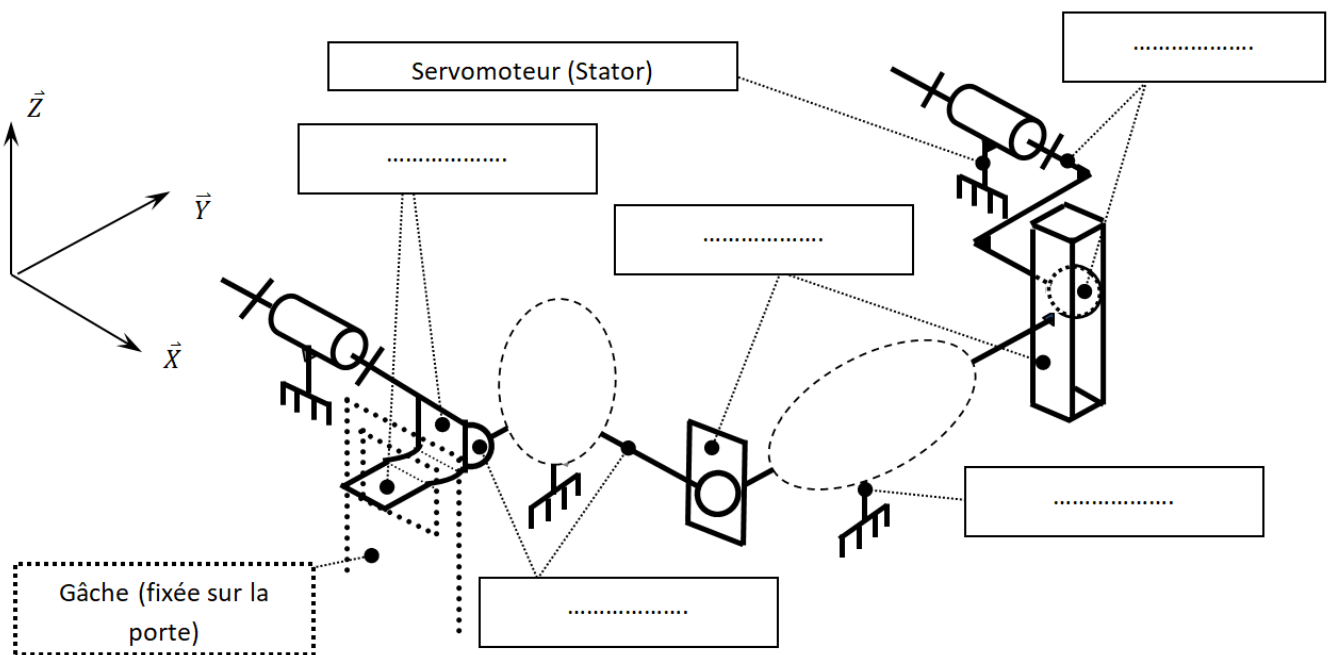 ……………….
Servomoteur (Stator)
Z⃗
……………….
Y⃗
……………….
X⃗
……………….
Gâche (fixée sur la
porte)
……………….